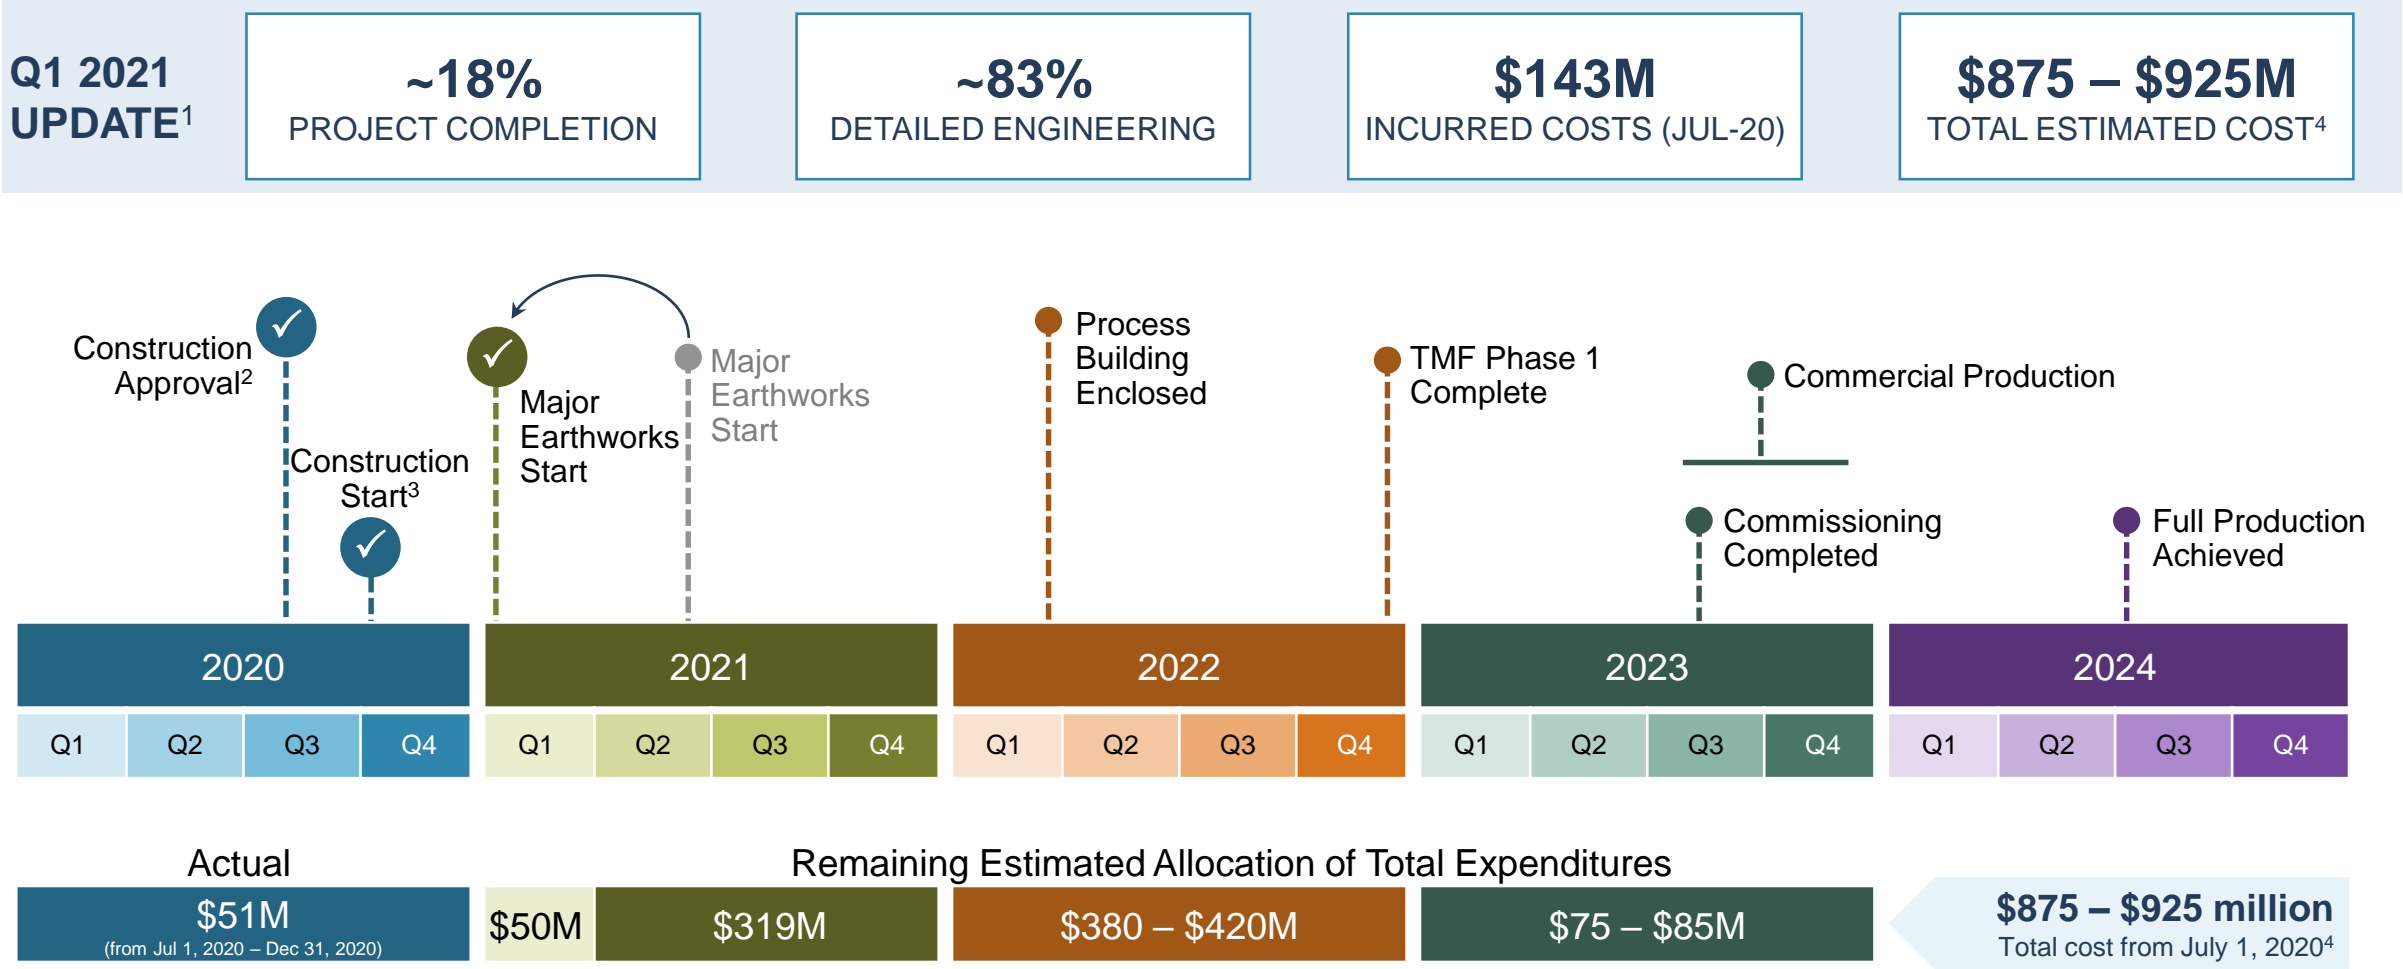 Q1 2021
UPDATE1
~18%
PROJECT COMPLETION
~83%
DETAILED ENGINEERING
$143M
INCURRED COSTS (JUL-20)
$875 – $925M
TOTAL ESTIMATED COST4
Construction
Approval2
Construction
Start3
Major
Earthworks
Start
Major
Earthworks
Start
Process
Building
Enclosed
TMF Phase 1
Complete
Commercial Production
Commissioning
Completed
Full Production
Achieved
2020
2021
2022
2023
2024
Q1 Q2 Q3 Q4
Q1 Q2 Q3 Q4
Q1 Q2 Q3 Q4
Q1 Q2 Q3 Q4
Q1 Q2 Q3 Q4
Actual
Remaining Estimated Allocation of Total Expenditures
$51M
(from Jul 1, 2020 – Dec 31, 2020)
$50M
$319M
$380 – $420M
$75 – $85M
$875 – $925 million
Total cost from July 1, 20204